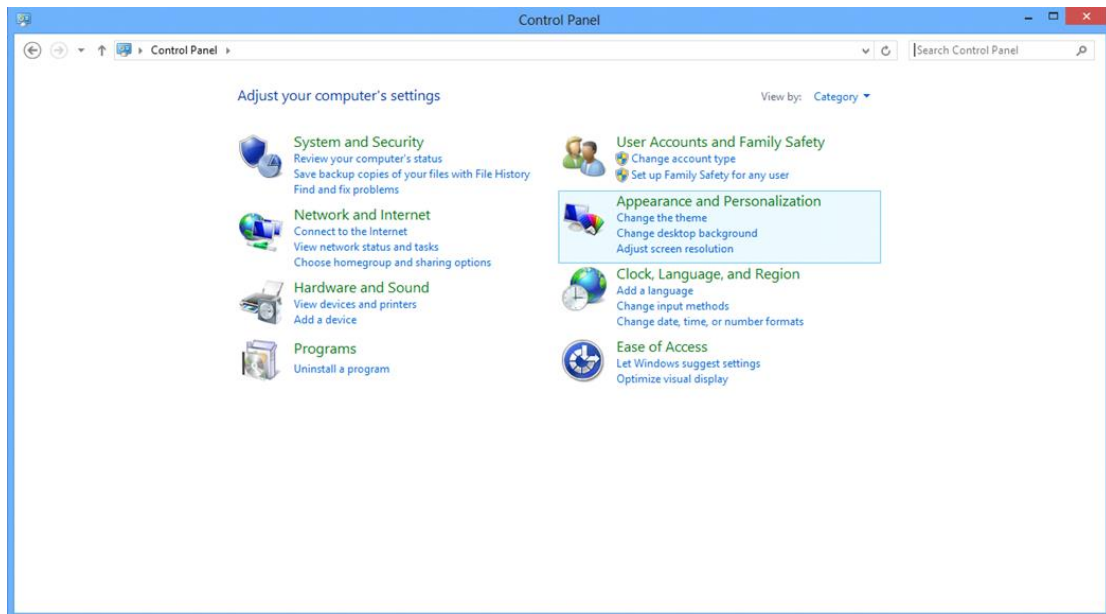 Control Panel
Control Panel
Search Control Panel
Adjust your computer's settings
View by: Category
System and Security
Review your computer's status
Save backup copies of your files with File History
Find and fix problems
Network and Internet
Connect to the Internet
View network status and tasks
Choose homegroup and sharing options
Hardware and Sound
View devices and printers
Add a device
Programs
Uninstall a program
User Accounts and Family Safety
Change account type
Set up Family Safety for any user
Appearance and Personalization
Change the theme
Change desktop background
Adjust screen resolution
Clock, Language, and Region
Add a language
Change input methods
Change date, time, or number formats
Ease of Access
Let Windows suggest settings
Optimize visual display